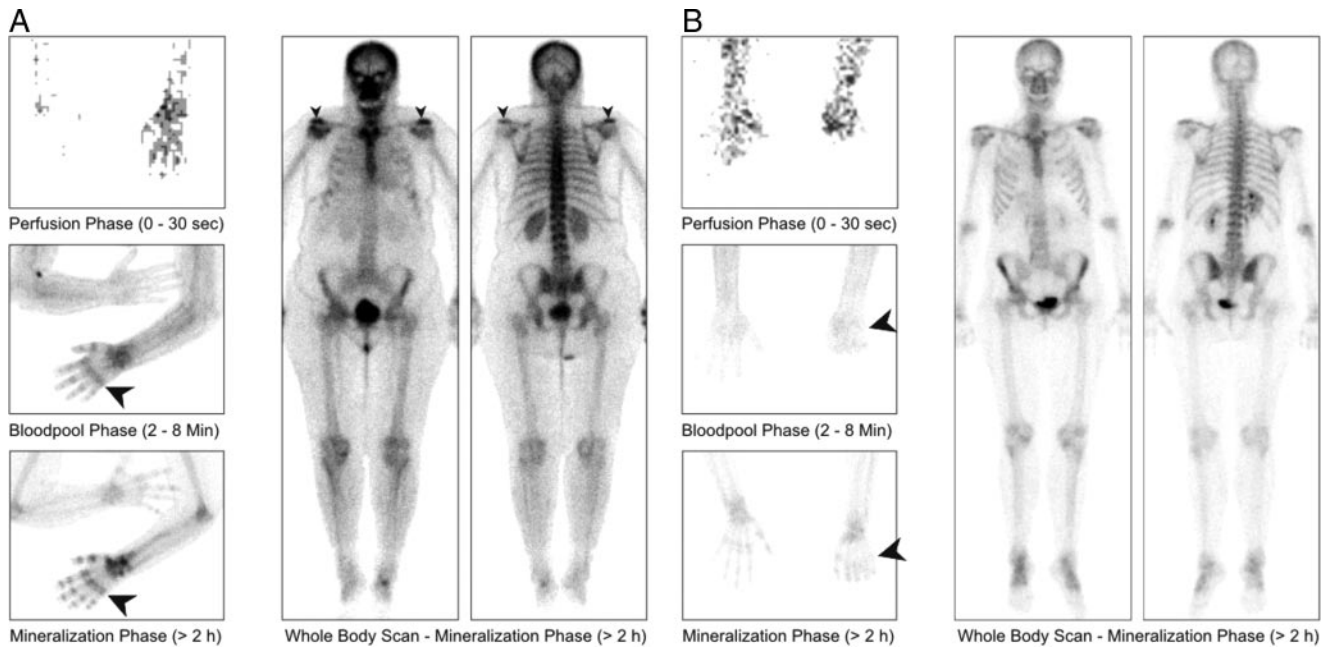 A
B
Perfusion Phase (0 - 30 sec)
Bloodpool Phase (2 - 8 Min)
Mineralization Phase (> 2 h)
Whole Body Scan - Mineralization Phase (> 2 h)
Perfusion Phase (0 - 30 sec)
Bloodpool Phase (2 - 8 Min)
Mineralization Phase (> 2 h)
Whole Body Scan - Mineralization Phase (> 2 h)